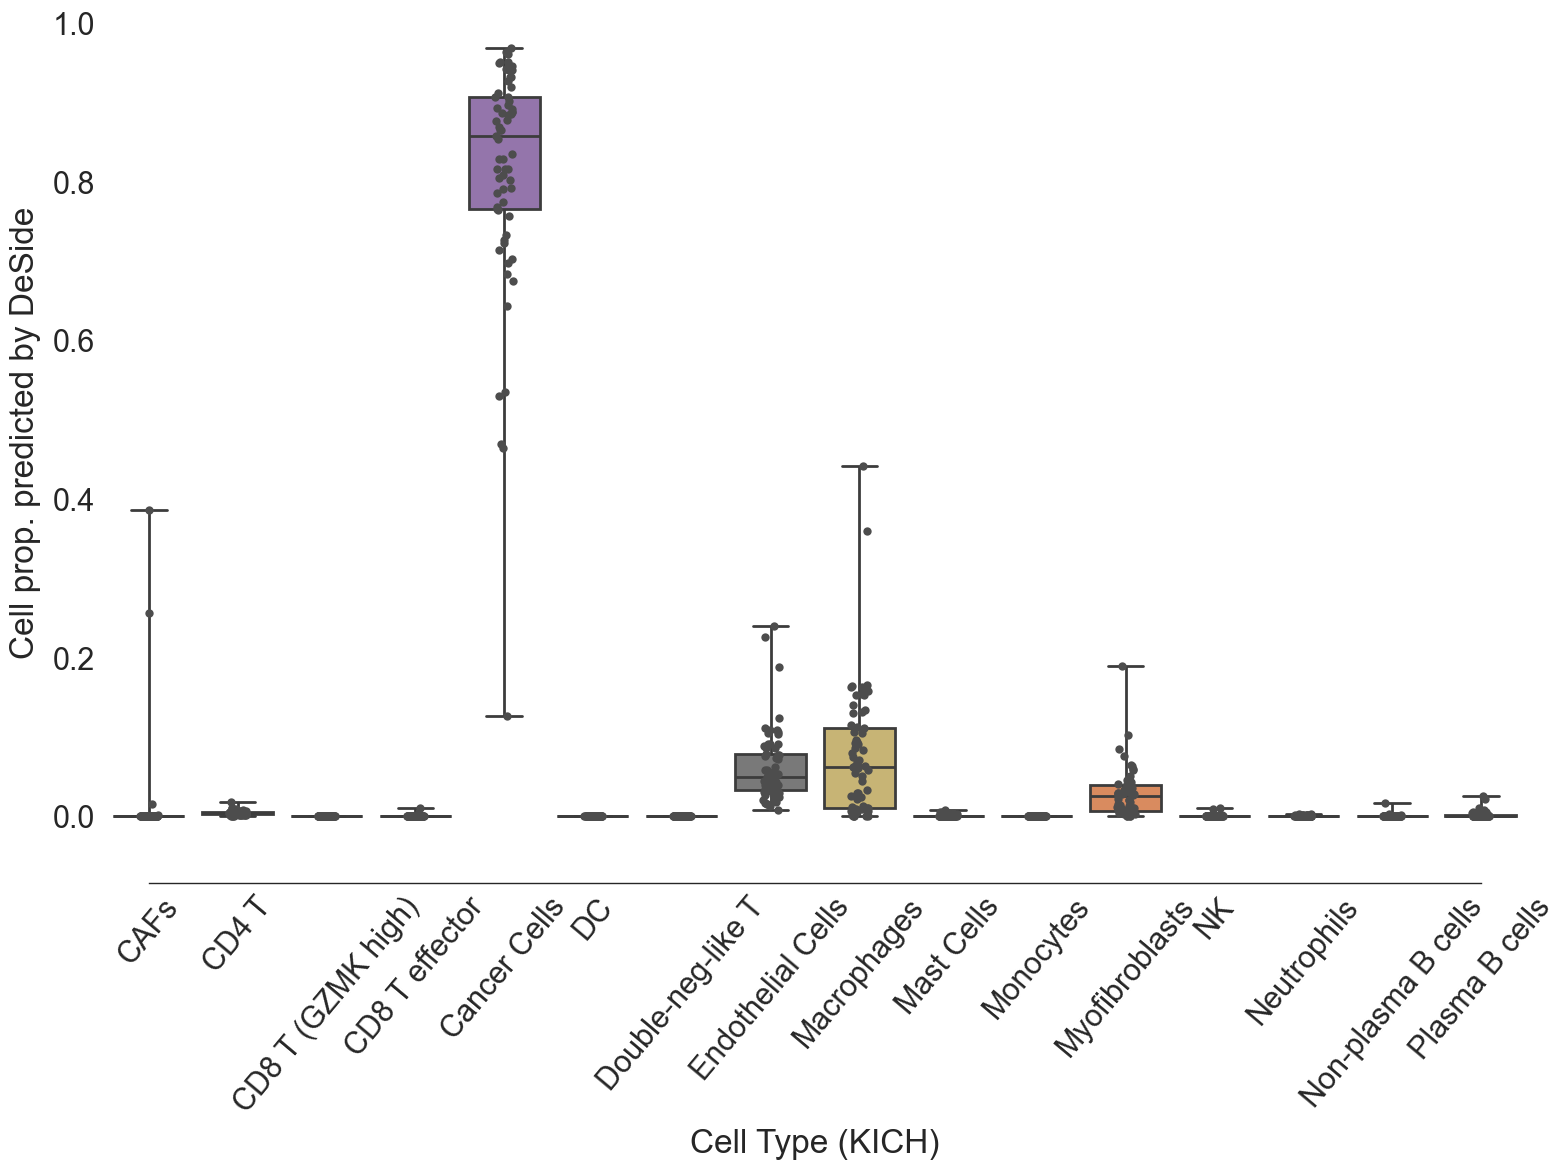 1.0
0.8
0.6
0.4
0.2
0.0
Cell prop. predicted by DeSide
CAFs
CD4 T
CD8 T (GZMK high)
CD8 T effector
Cancer Cells
DC
Double-neg-like T
Endothelial Cells
Macrophages
Mast Cells
Monocytes
Myofibroblasts
NK
Neutrophils
Non-plasma B cells
Plasma B cells
Cell Type (KICH)